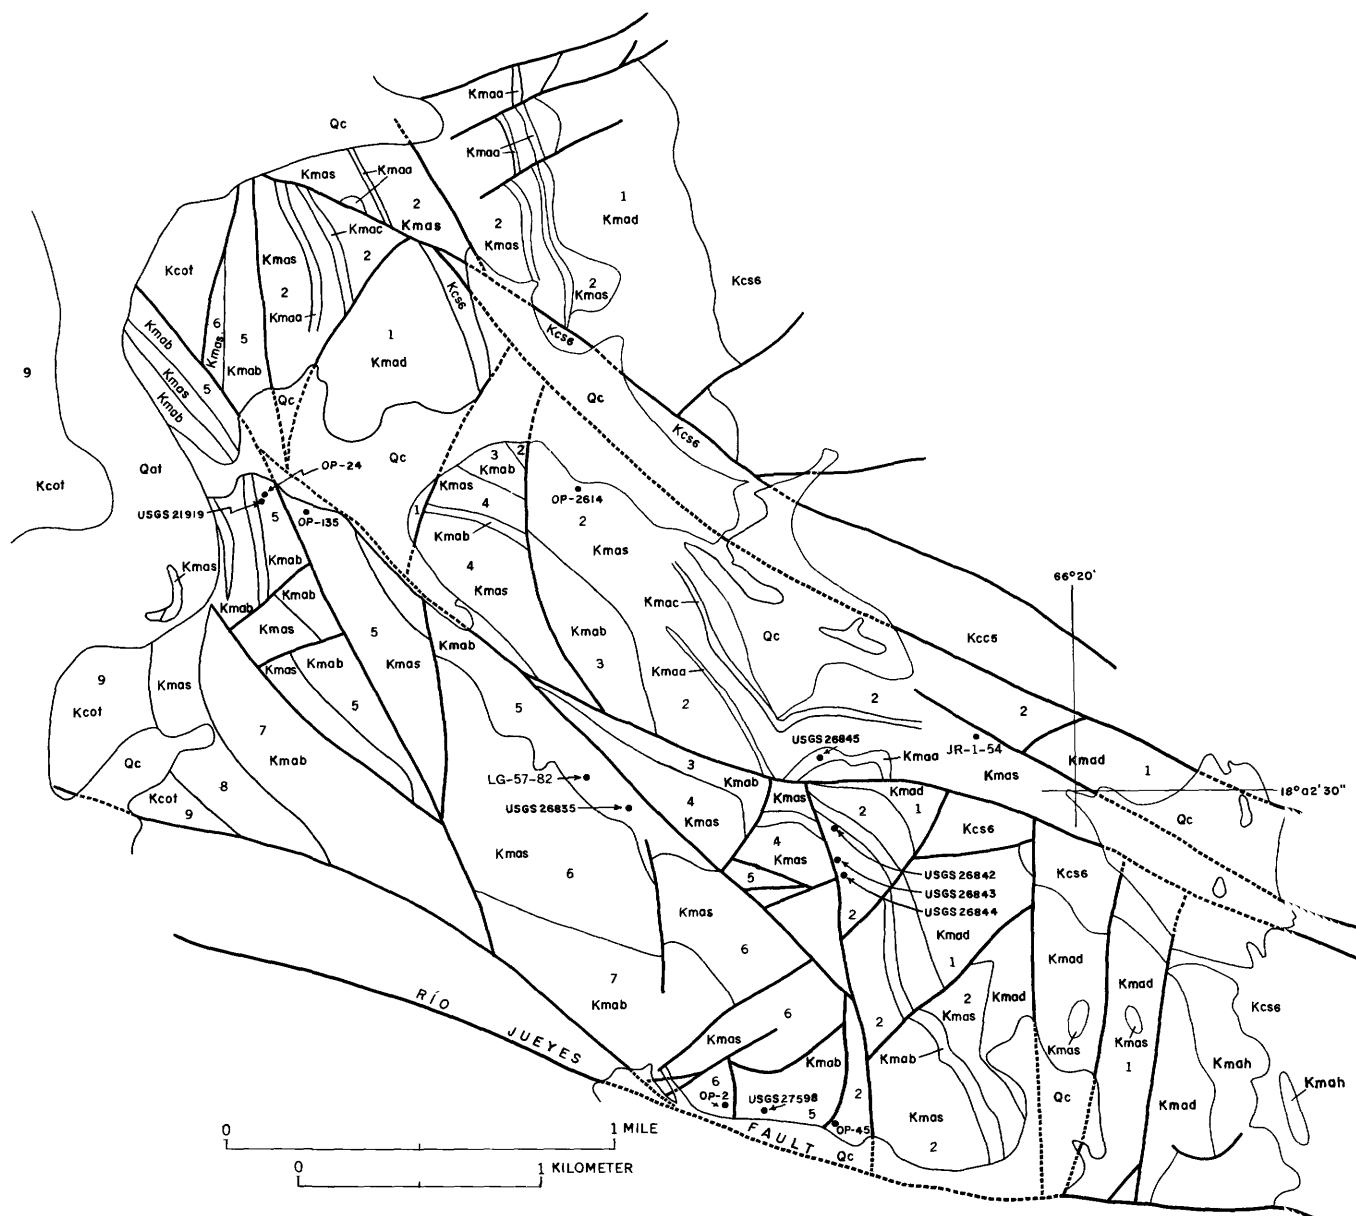 Kmaa
Qc
Kmaa
Kmas
Kmaa
1
Kmad
2
Kmas
2
Kmas
Kmac
2
Kcot
Kmas
2
Kmaa
Kcs6
2
Kmas
Kcs6
6
Kmas
5
Kmab
Kmab
Kmas
5
Kmab
1
Kmad
Kcs6
9
Kcot
Qc
Qc
Kcs6
Qat
Qc
OP-24
3
2
Kmab
Kmas
4
OP-2614
USGS 21919
5
OP-135
1
2
Kmab
Kmas
Kmas
Kmab
4
Kmas
66°20'
Kmab
Kmab
Kmac
Qc
Kcc5
Kmas
5
Kmas
Kmab
Kmab
3
Kmas
Kmab
Kmaa
9
Kcot
Kmas
5
5
2
2
2
7
Kmab
USGS 26845
Kmaa
JR-1-54
Kmas
Kmad
1
Qc
3
Kmab
LG-57-82
8
Kcot
9
4
Kmas
Kmas
Kmad
2
1
18°02'30"
Qc
USGS 26835
Kcs6
Kmas
6
4
Kmas
5
USGS 26842
USGS 26843
USGS 26844
Kcs6
Kmas
2
6
Kmad
1
Kmad
Kmad
RÍO
7
Kmab
6
2
Kmas
Kmad
Kcs6
JUEYES
Kmas
2
Kmab
Kmas
Kmas
1
Kmah
Kmab
6
OP-2
USGS 27598
2
Qc
Kmad
Kmah
5
OP-45
Kmas
2
FAULT
Qc
0 1 MILE
0 1 KILOMETER